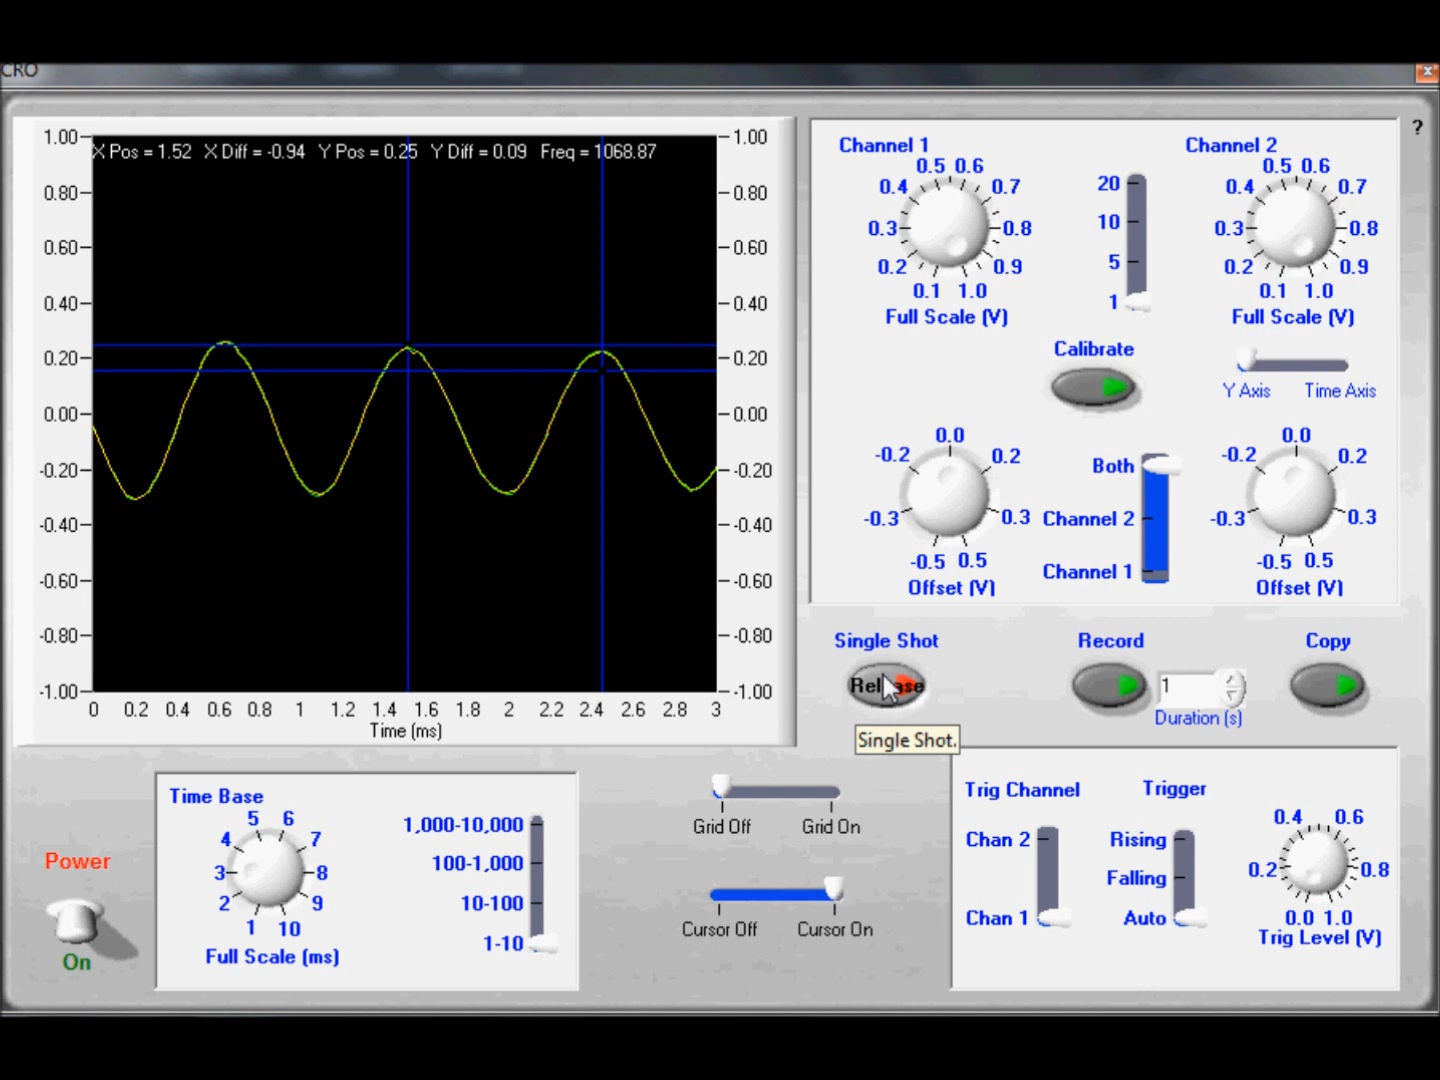 CRO
x
?
X Pos = 1.52 X Diff = -0.94 Y Pos = 0.25 Y Diff = 0.09 Freq = 1068.87
1.00 1.00
0.80 0.80
0.60 0.60
0.40 0.40
0.20 0.20
0.00 0.00
-0.20 -0.20
-0.40 -0.40
-0.60 -0.60
-0.80 -0.80
-1.00 -1.00
0 0.2 0.4 0.6 0.8 1 1.2 1.4 1.6 1.8 2 2.2 2.4 2.6 2.8 3
Time (ms)
Channel 1
0.5 0.6
0.4 0.7
0.3 0.8
0.2 0.9
0.1 1.0
Full Scale (V)
20
10
5
1
Channel 2
0.5 0.6
0.4 0.7
0.3 0.8
0.2 0.9
0.1 1.0
Full Scale (V)
Calibrate
Y Axis Time Axis
0.0
-0.2 0.2
-0.3 0.3
-0.5 0.5
Offset (V)
Both
Channel 2
Channel 1
0.0
-0.2 0.2
-0.3 0.3
-0.5 0.5
Offset (V)
Single Shot
Release
Single Shot.
Record
1
Duration (s)
Copy
Power
On
Time Base
5 6
4 7
3 8
2 9
1 10
Full Scale (ms)
1,000-10,000
100-1,000
10-100
1-10
Grid Off Grid On
Cursor Off Cursor On
Trig Channel
Chan 2
Chan 1
Trigger
Rising
Falling
Auto
0.4 0.6
0.2 0.8
0.0 1.0
Trig Level (V)